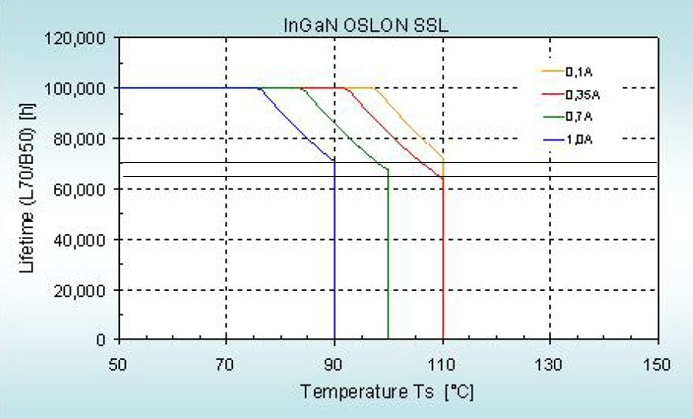 InGaN OSLON SSL
120,000
100,000
80,000
60,000
40,000
20,000
0
Lifetime (L70/B50) [h]
0,1A
0,35A
0,7A
1,0A
50 70 90 110 130 150
Temperature Ts [°C]